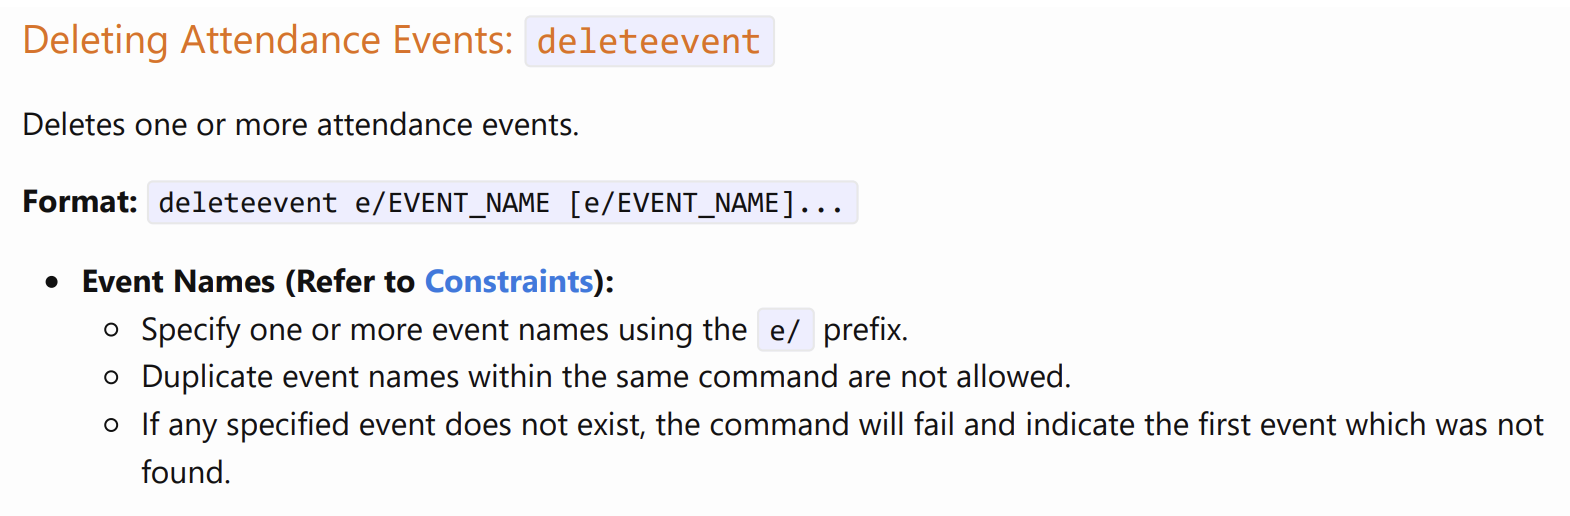 Deleting Attendance Events: deleteevent
Deletes one or more attendance events.
Format: deleteevent e/EVENT_NAME [e/EVENT_NAME]...
• Event Names (Refer to Constraints):
○ Specify one or more event names using the e/ prefix.
○ Duplicate event names within the same command are not allowed.
○ If any specified event does not exist, the command will fail and indicate the first event which was not
found.